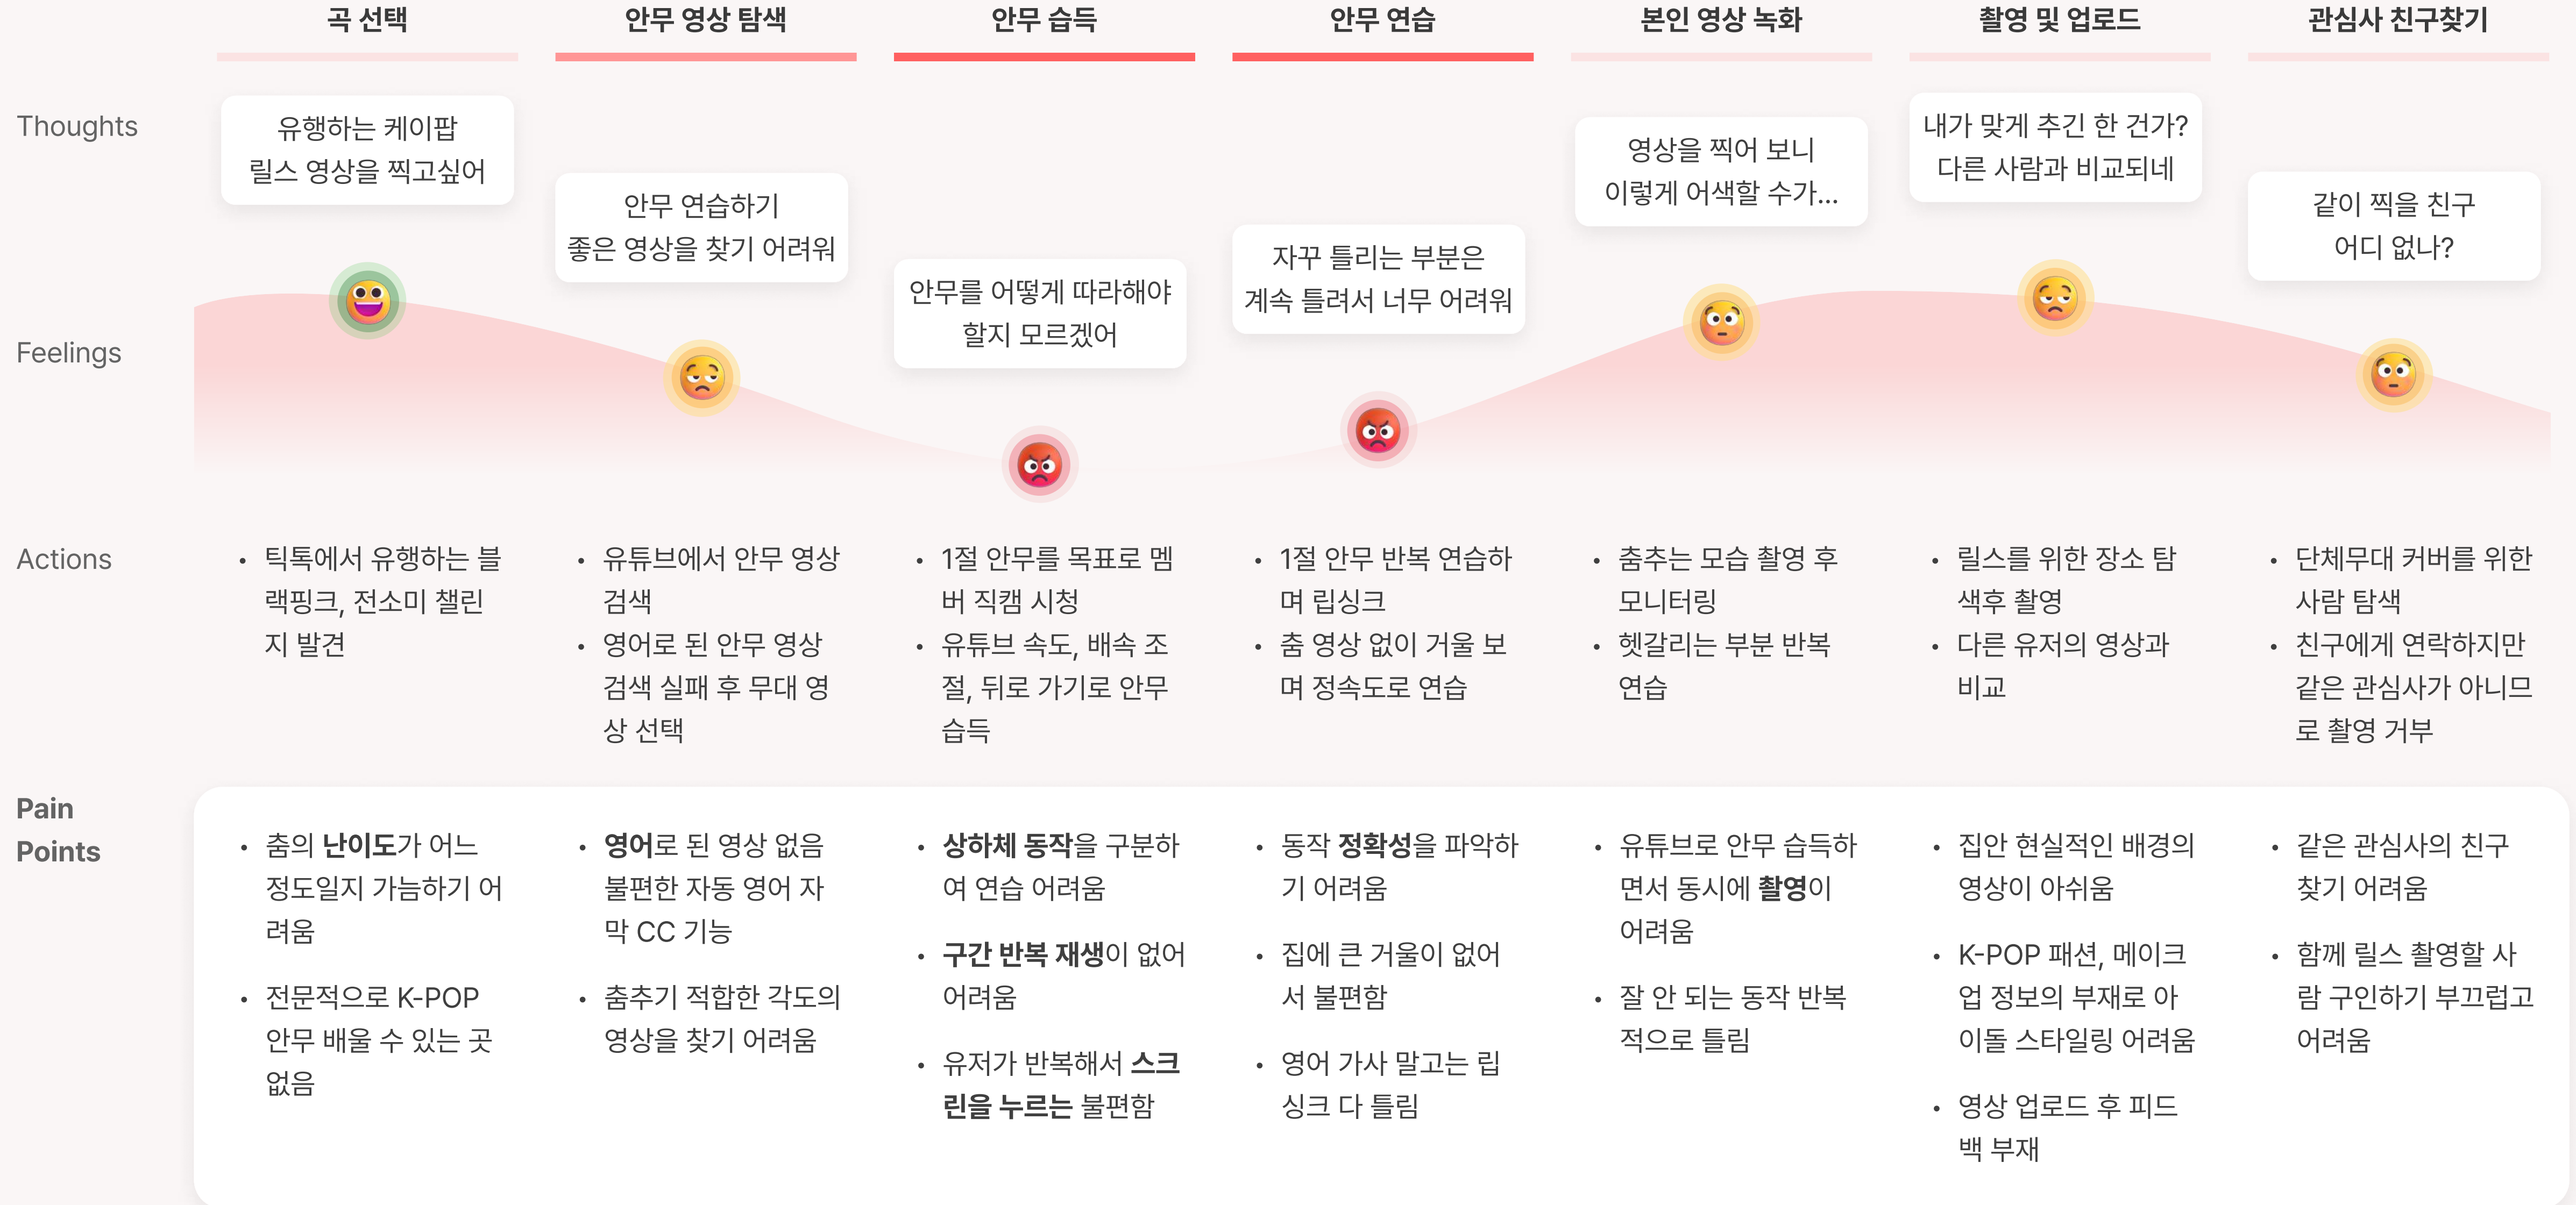 곡 선택
안무 영상 탐색
안무 습득
안무 연습
본인 영상 녹화
촬영 및 업로드
관심사 친구찾기
Thoughts
유행하는 케이팝
릴스 영상을 찍고싶어
안무 연습하기
좋은 영상을 찾기 어려워
안무를 어떻게 따라해야
할지 모르겠어
자꾸 틀리는 부분은
계속 틀려서 너무 어려워
영상을 찍어 보니
이렇게 어색할 수가...
내가 맞게 추긴 한 건가?
다른 사람과 비교되네
같이 찍을 친구
어디 없나?
Feelings
Actions
• 틱톡에서 유행하는 블
랙핑크, 전소미 챌린
지 발견
• 유튜브에서 안무 영상
검색
• 영어로 된 안무 영상
검색 실패 후 무대 영
상 선택
• 1절 안무를 목표로 멤
버 직캠 시청
• 유튜브 속도, 배속 조
절, 뒤로 가기로 안무
습득
• 1절 안무 반복 연습하
며 립싱크
• 춤 영상 없이 거울 보
며 정속도로 연습
• 춤추는 모습 촬영 후
모니터링
• 헷갈리는 부분 반복
연습
• 릴스를 위한 장소 탐
색후 촬영
• 다른 유저의 영상과
비교
• 단체무대 커버를 위한
사람 탐색
• 친구에게 연락하지만
같은 관심사가 아니므
로 촬영 거부
Pain
Points
• 춤의 난이도가 어느
정도일지 가늠하기 어
려움
• 전문적으로 K-POP
안무 배울 수 있는 곳
없음
• 영어로 된 영상 없음
불편한 자동 영어 자
막 CC 기능
• 춤추기 적합한 각도의
영상을 찾기 어려움
• 상하체 동작을 구분하
여 연습 어려움
• 구간 반복 재생이 없어
어려움
• 유저가 반복해서 스크
린을 누르는 불편함
• 동작 정확성을 파악하
기 어려움
• 집에 큰 거울이 없어
서 불편함
• 영어 가사 말고는 립
싱크 다 틀림
• 유튜브로 안무 습득하
면서 동시에 촬영이
어려움
• 잘 안 되는 동작 반복
적으로 틀림
• 집안 현실적인 배경의
영상이 아쉬움
• K-POP 패션, 메이크
업 정보의 부재로 아
이돌 스타일링 어려움
• 영상 업로드 후 피드
백 부재
• 같은 관심사의 친구
찾기 어려움
• 함께 릴스 촬영할 사
람 구인하기 부끄럽고
어려움